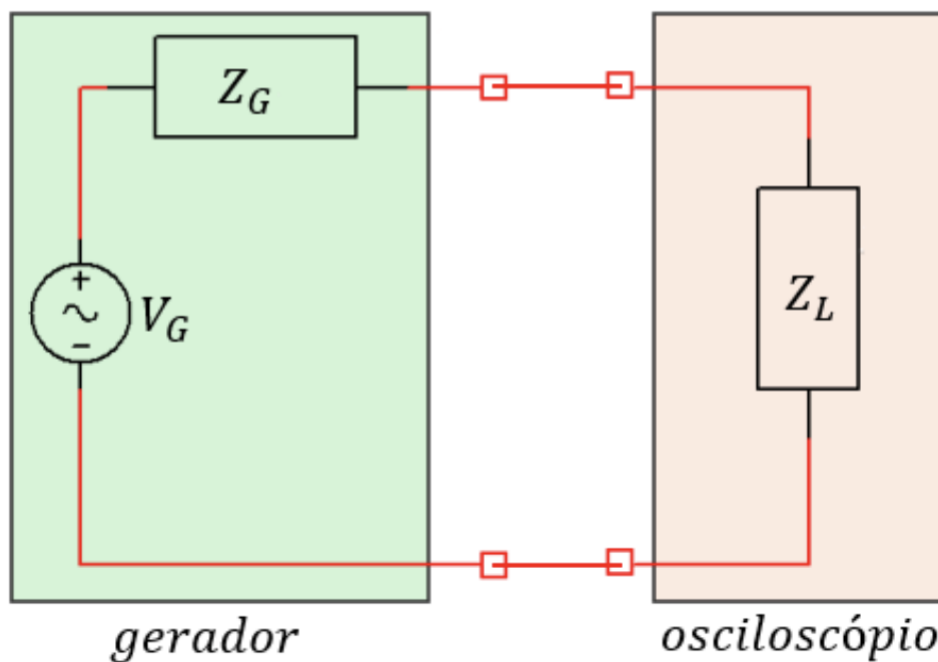 Z_G
+
~
−
V_G
Z_L
gerador
osciloscópio